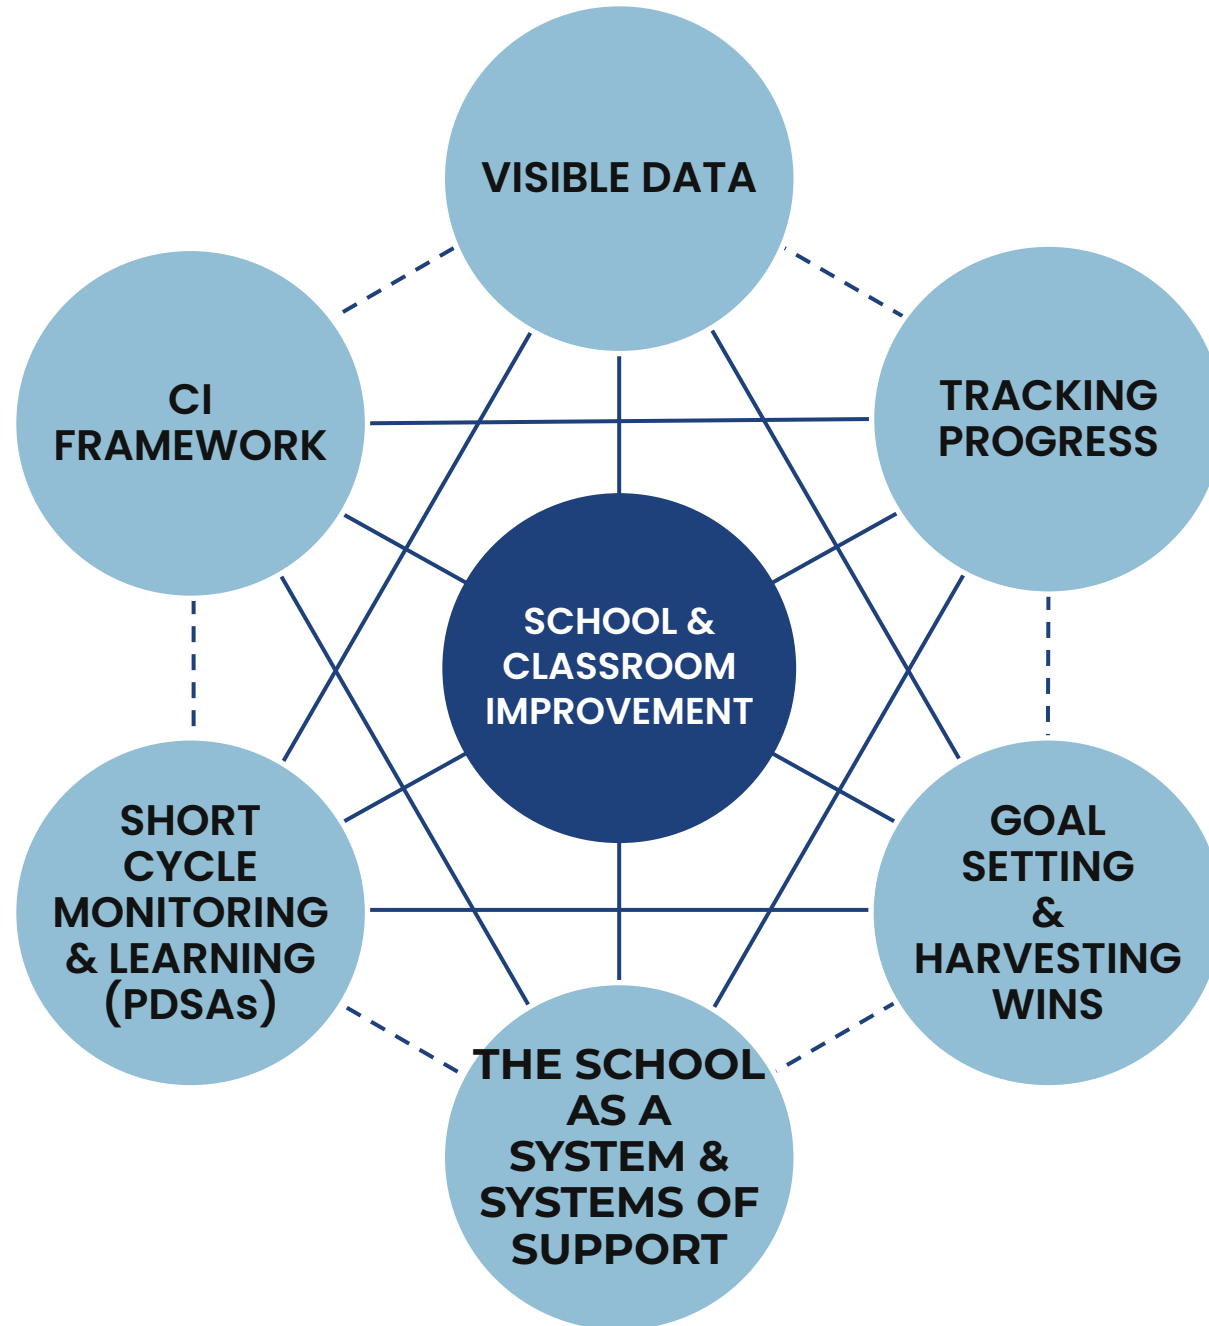 VISIBLE DATA
CI
FRAMEWORK
TRACKING
PROGRESS
SCHOOL &
CLASSROOM
IMPROVEMENT
SHORT
CYCLE
MONITORING
& LEARNING
(PDSAs)
GOAL
SETTING
&
HARVESTING
WINS
THE SCHOOL
AS A
SYSTEM &
SYSTEMS OF
SUPPORT